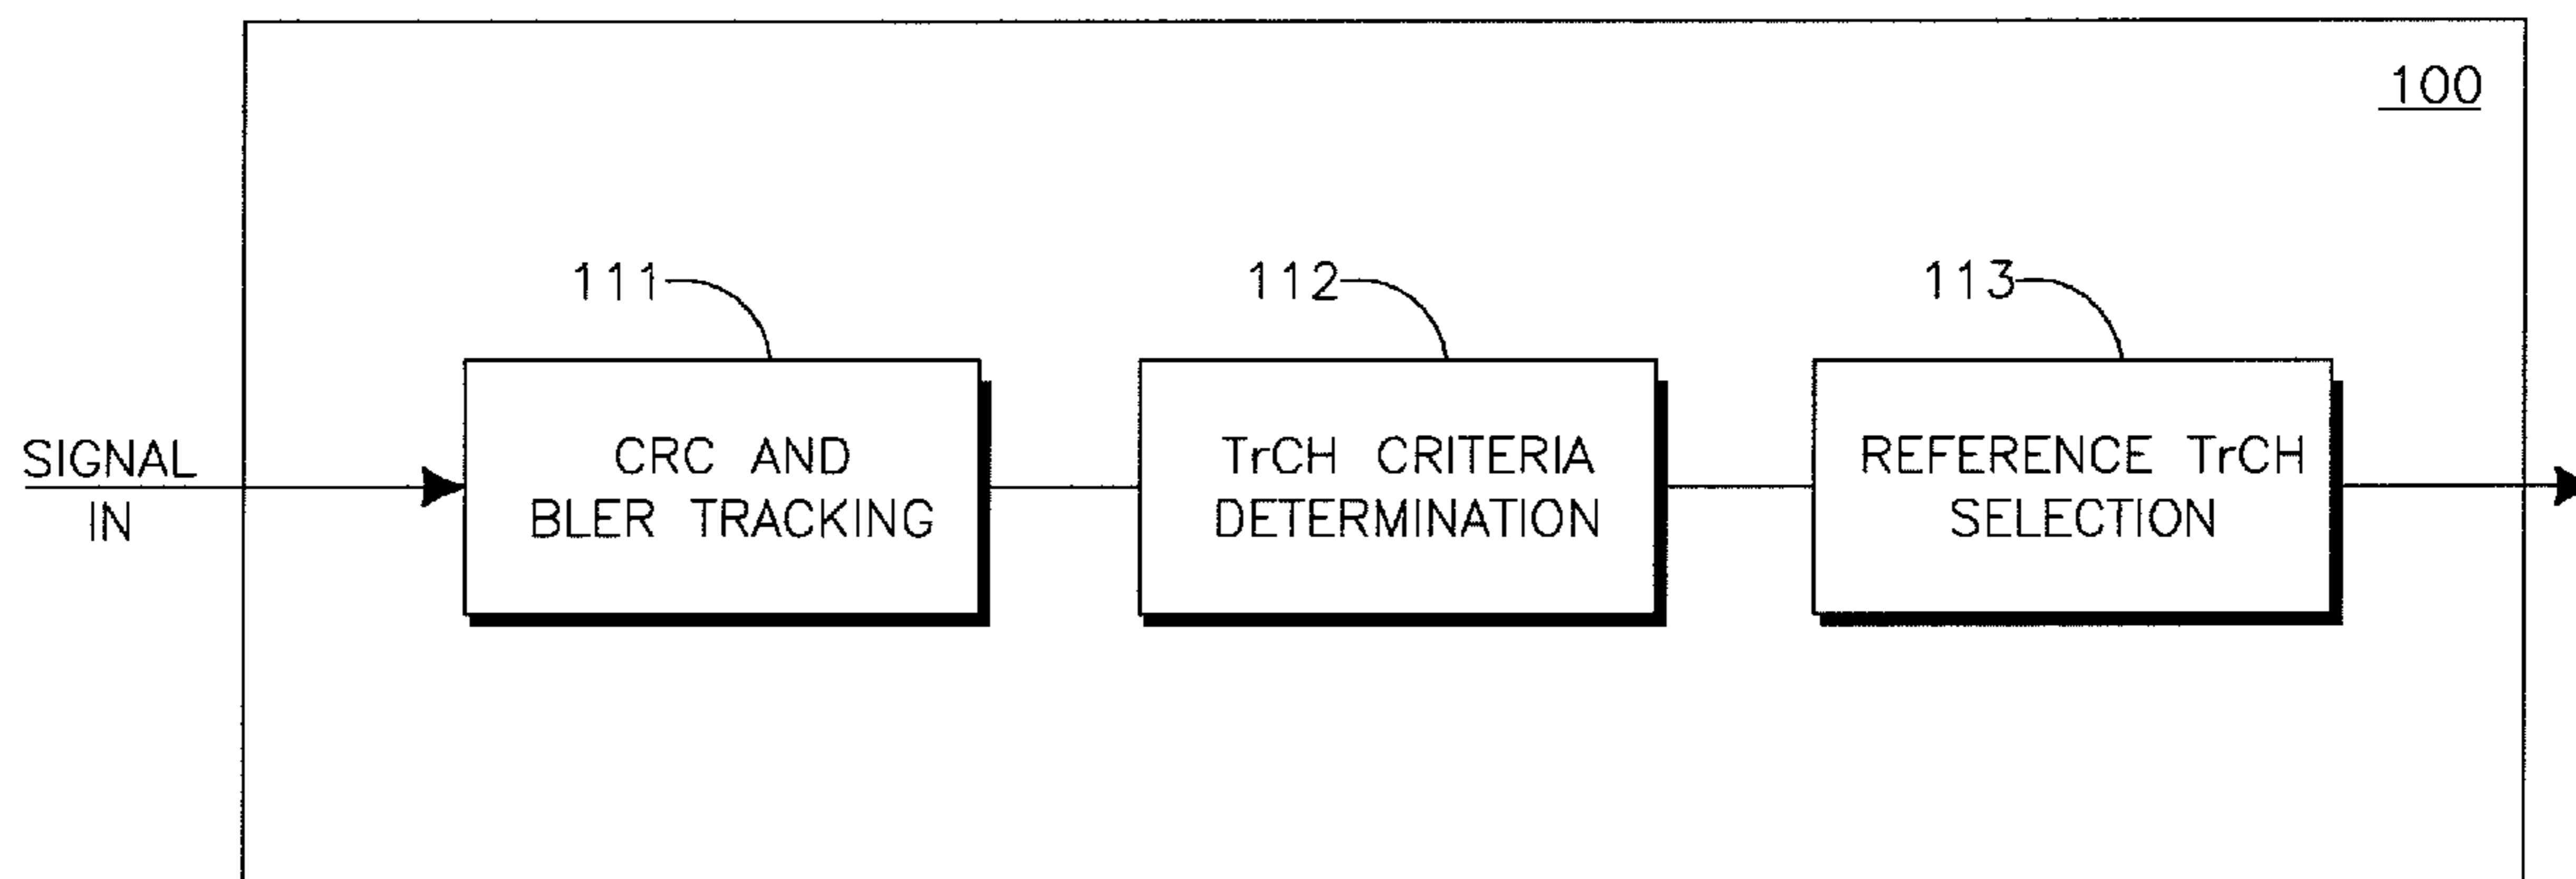 100
111
112
113
SIGNAL
IN
CRC AND
BLER TRACKING
TrCH CRITERIA
DETERMINATION
REFERENCE TrCH
SELECTION